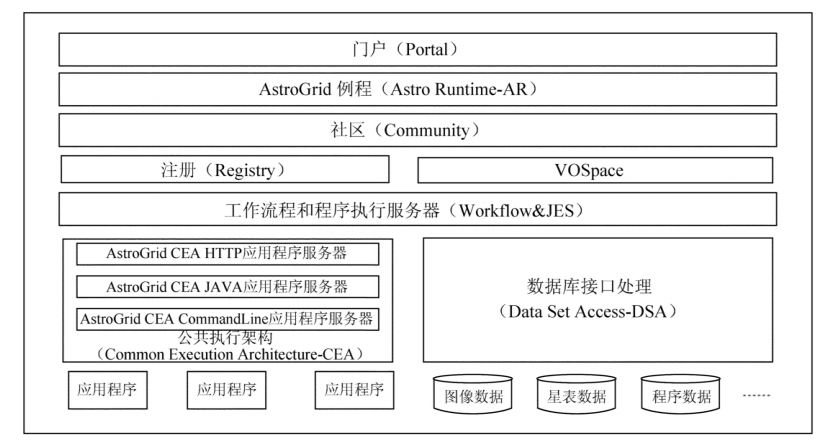 门户（Portal）
AstroGrid 例程（Astro Runtime-AR）
社区（Community）
注册（Registry）
VOSpace
工作流程和程序执行服务器（Workflow&JES）
AstroGrid CEA HTTP应用程序服务器
AstroGrid CEA JAVA应用程序服务器
AstroGrid CEA CommandLine应用程序服务器
公共执行架构
（Common Execution Architecture-CEA）
数据库接口处理
（Data Set Access-DSA）
应用程序
应用程序
应用程序
图像数据
星表数据
程序数据
······